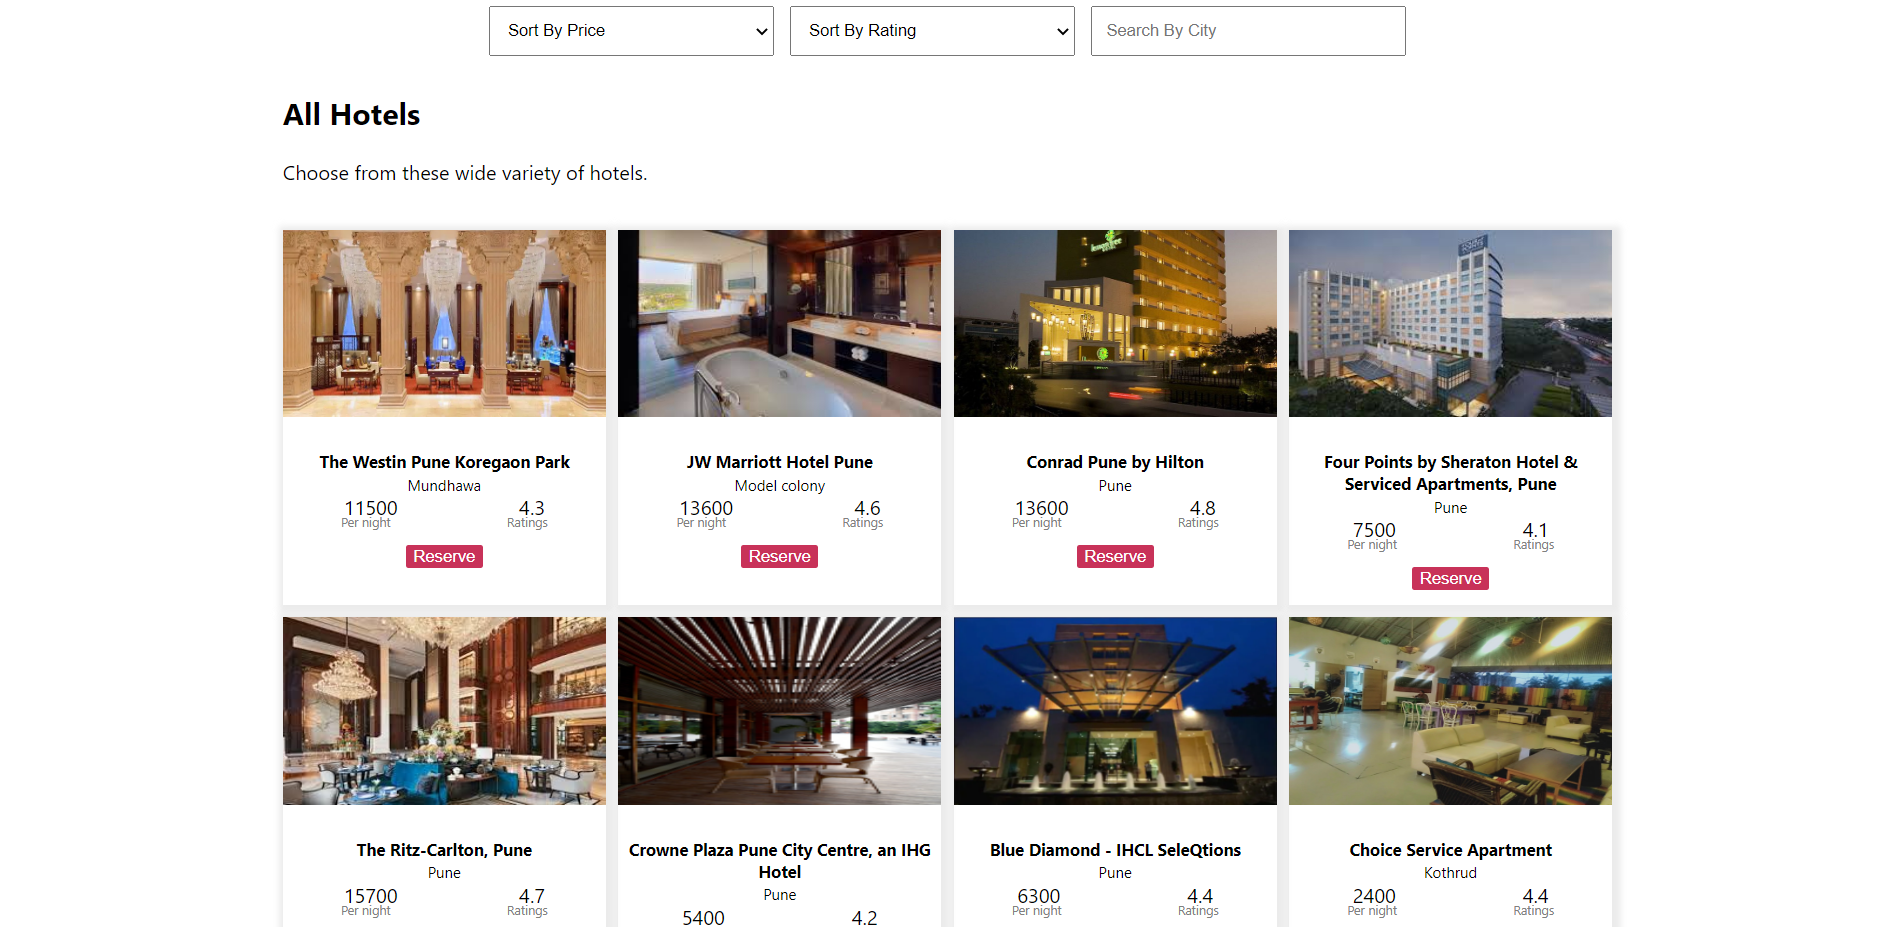 Sort By Price
Sort By Rating
Search By City
All Hotels
Choose from these wide variety of hotels.
The Westin Pune Koregaon Park
Mundhawa
11500
4.3
Per night
Ratings
Reserve
JW Marriott Hotel Pune
Model colony
13600
4.6
Per night
Ratings
Reserve
Conrad Pune by Hilton
Pune
13600
4.8
Per night
Ratings
Reserve
Four Points by Sheraton Hotel &
Serviced Apartments, Pune
Pune
7500
4.1
Per night
Ratings
Reserve
The Ritz-Carlton, Pune
Pune
15700
4.7
Per night
Ratings
Crowne Plaza Pune City Centre, an IHG
Hotel
Pune
5400
4.2
Blue Diamond - IHCL SeleQtions
Pune
6300
4.4
Per night
Ratings
Choice Service Apartment
Kothrud
2400
4.4
Per night
Ratings